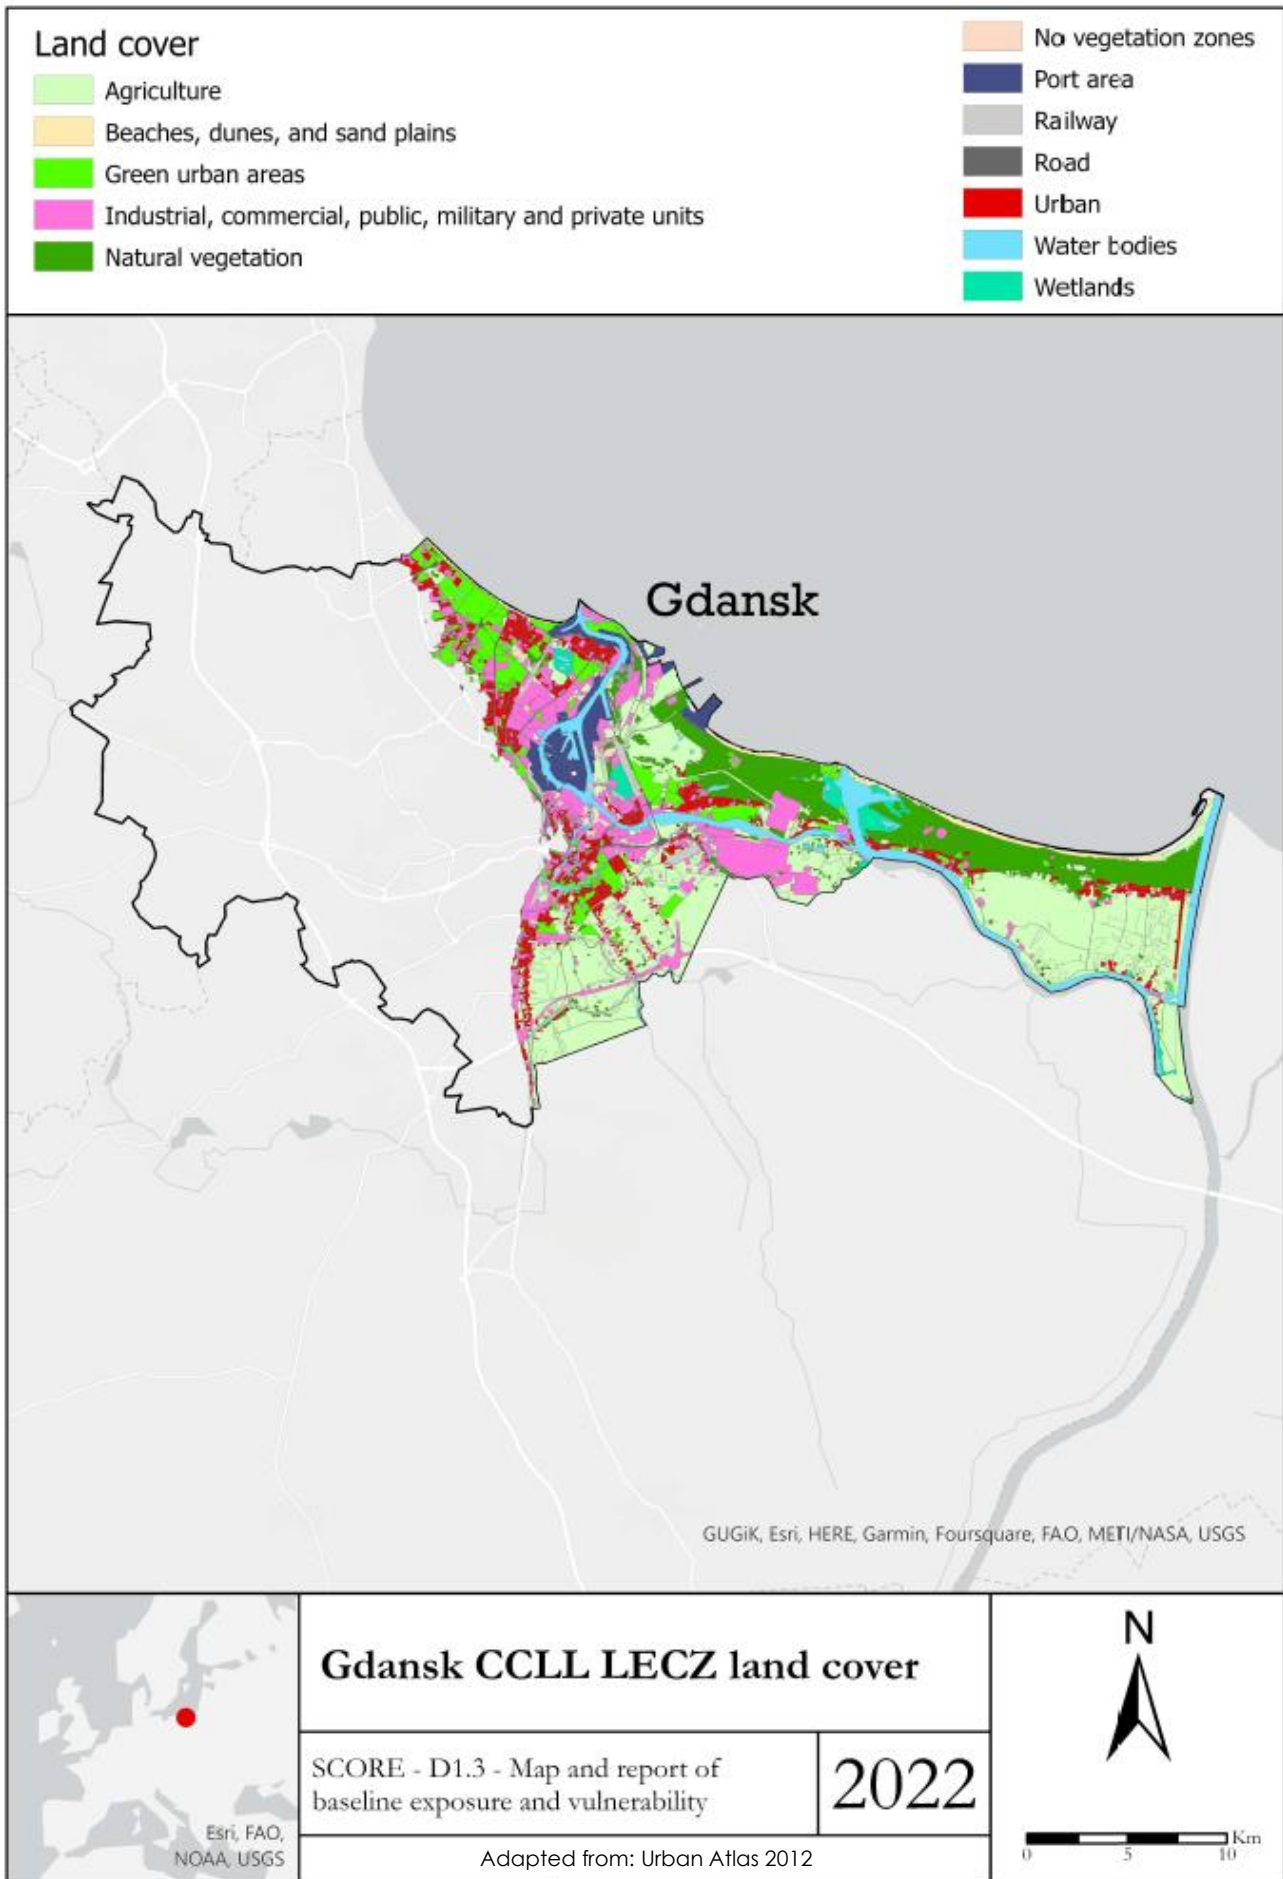 Land cover
Agriculture
Beaches, dunes, and sand plains
Green urban areas
Industrial, commercial, public, military and private units
Natural vegetation
No vegetation zones
Port area
Railway
Road
Urban
Water bodies
Wetlands
Gdansk
GUGiK, Esri, HERE, Garmin, Foursquare, FAO, METI/NASA, USGS
Esri, FAO,
NOAA, USGS
Gdansk CCLL LECZ land cover
SCORE - D1.3 - Map and report of
baseline exposure and vulnerability
2022
Adapted from: Urban Atlas 2012
N
Km
0 5 10